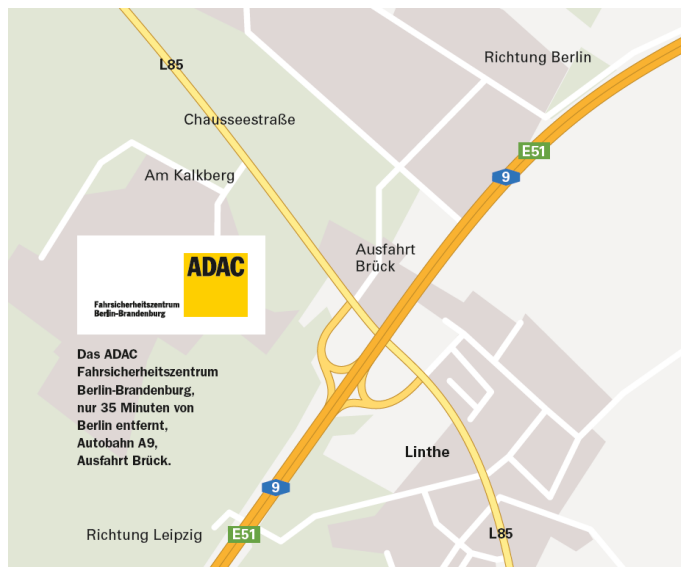 Richtung Berlin
L85
Chausseestraße
E51
9
Am Kalkberg
Ausfahrt
Brück
ADAC
Fahrsicherheitszentrum
Berlin-Brandenburg
Das ADAC
Fahrsicherheitszentrum
Berlin-Brandenburg,
nur 35 Minuten von
Berlin entfernt,
Autobahn A9,
Ausfahrt Brück.
Linthe
9
Richtung Leipzig
E51
L85